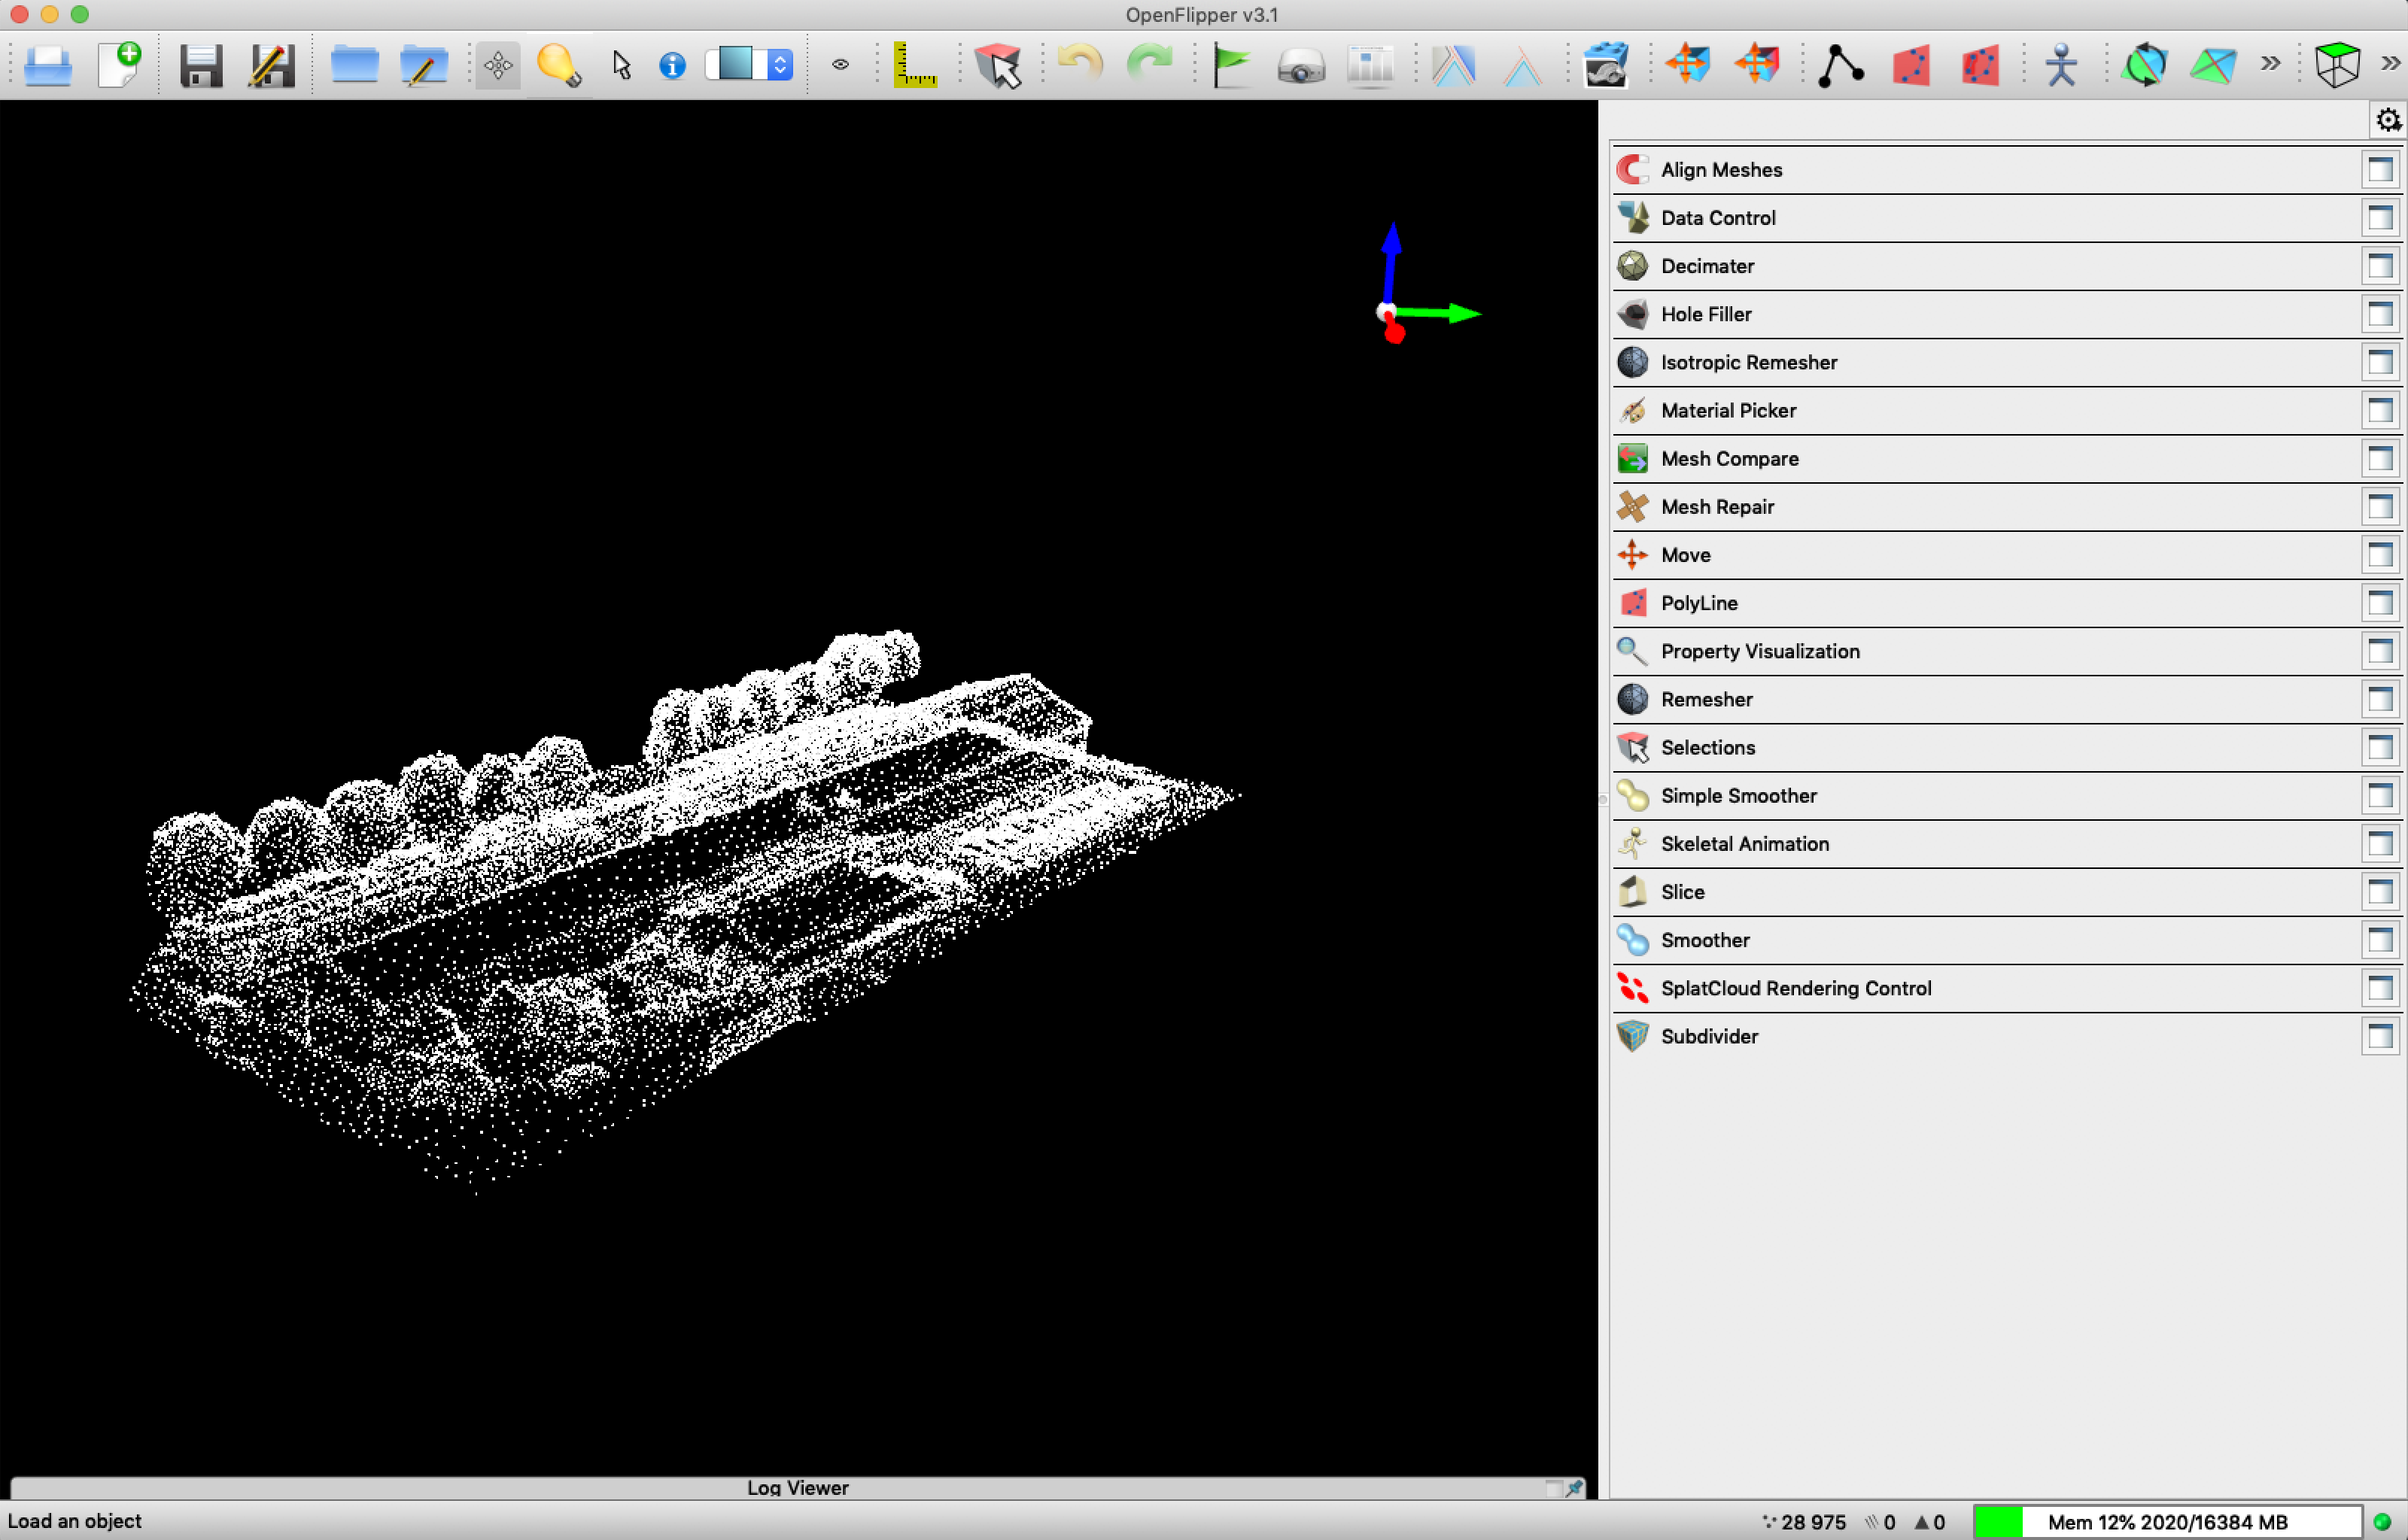 OpenFlipper v3.1
Align Meshes
Data Control
Decimater
Hole Filler
Isotropic Remesher
Material Picker
Mesh Compare
Mesh Repair
Move
PolyLine
Property Visualization
Remesher
Selections
Simple Smoother
Skeletal Animation
Slice
Smoother
SplatCloud Rendering Control
Subdivider
Log Viewer
Load an object 28 975 0 0 Mem 12% 2020/16384 MB